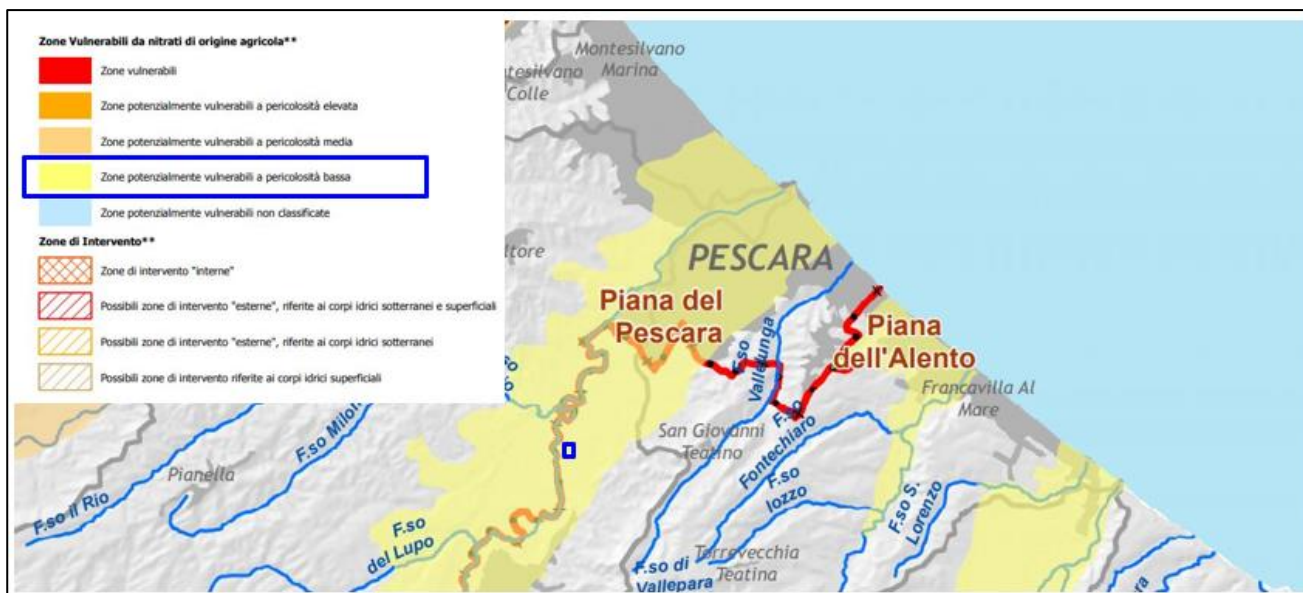 Zone Vulnerabili da nitrati di origine agricola**
Zone vulnerabili
Zone potenzialmente vulnerabili a pericolosità elevata
Zone potenzialmente vulnerabili a pericolosità media
Zone potenzialmente vulnerabili a pericolosità bassa
Zone potenzialmente vulnerabili non classificate
Zone di Intervento**
Zone di intervento "interne"
Possibili zone di intervento "esterne", riferite ai corpi idrici sotterranei e superficiali
Possibili zone di intervento "esterne", riferite ai corpi idrici sotterranei
Possibili zone di intervento riferite ai corpi idrici superficiali
Montesilvano
Marina
tesilvano
Colle
ltore
PESCARA
Piana del
Pescara
Piana
dell'Alento
F.so
Vallelunga
Francavilla Al
Mare
San Giovanni
Teatino
F.so
Fontechiaro
F.so
Iozzo
F.so S.
Lorenzo
F.so
Pianella
F.so il Rio
F.so
del Lupo
F.so di
Vallepara
Torrevecchia
Teatina